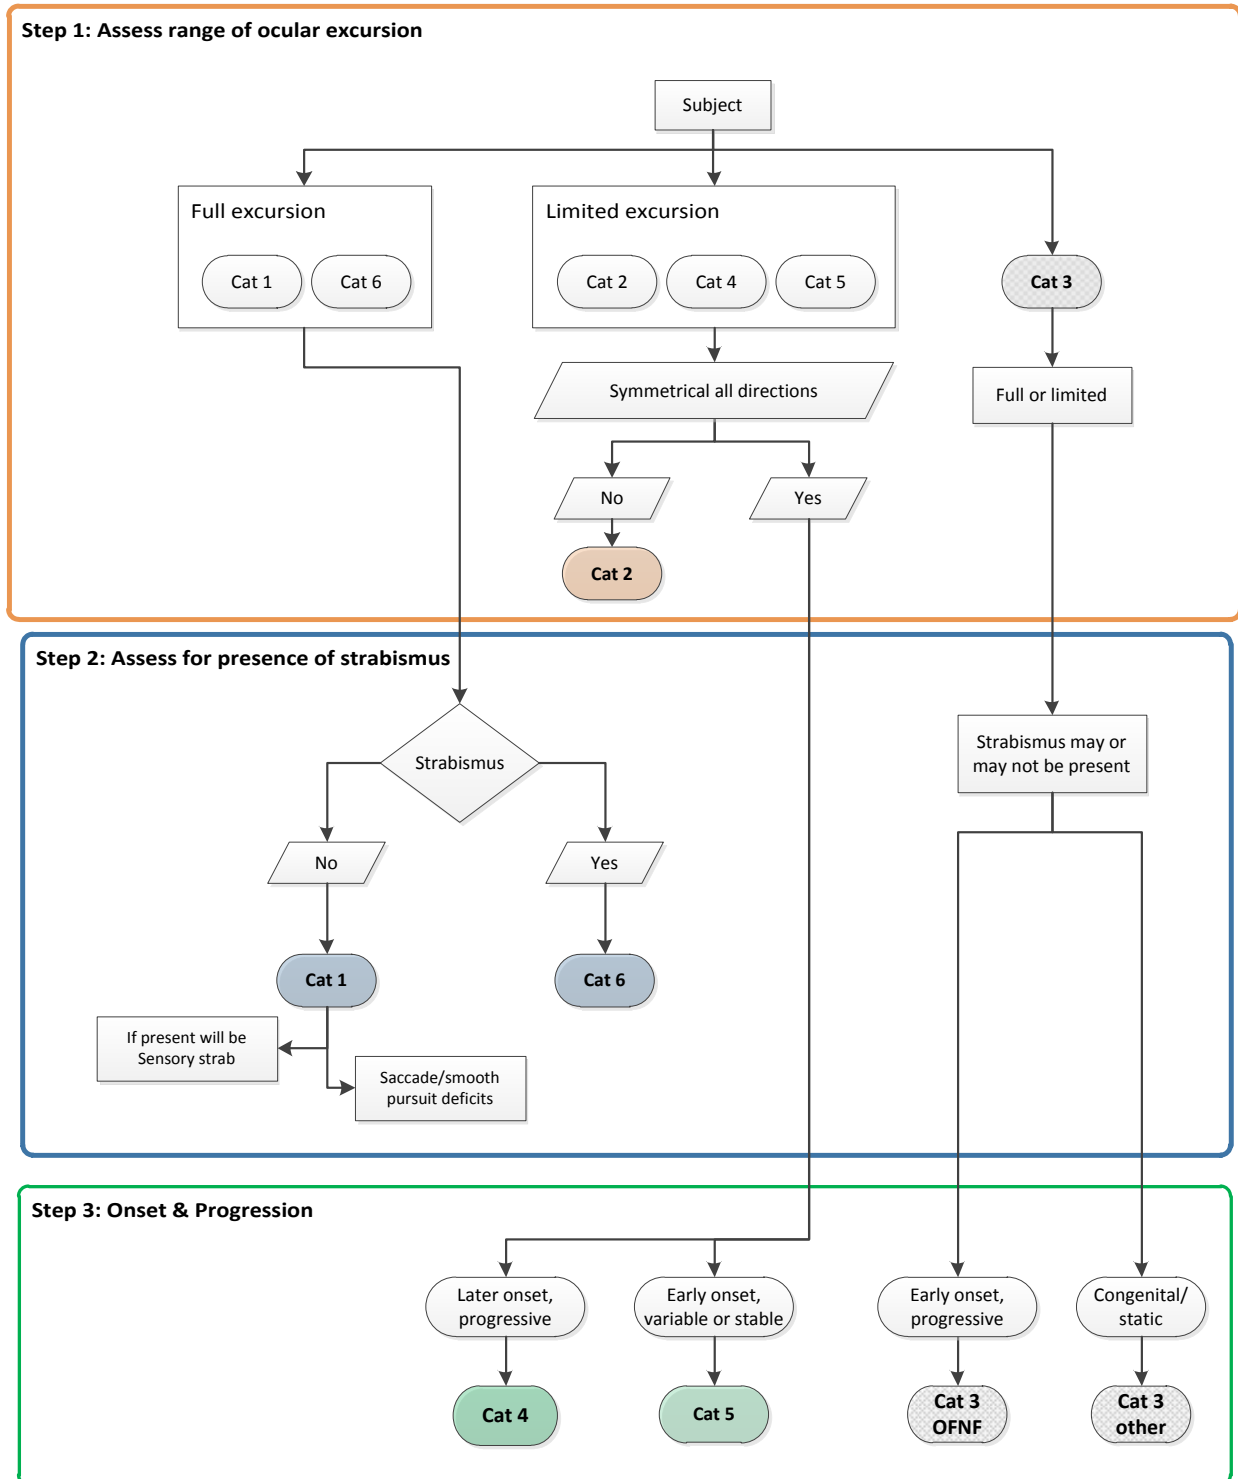 Step 1: Assess range of ocular excursion
Subject
Full excursion
Cat 1
Cat 6
Limited excursion
Cat 2
Cat 4
Cat 5
Cat 3
Symmetrical all directions
Full or limited
No
Yes
Cat 2
Step 2: Assess for presence of strabismus
Strabismus
Strabismus may or
may not be present
No
Yes
Cat 1
Cat 6
If present will be
Sensory strab
Saccade/smooth
pursuit deficits
Step 3: Onset & Progression
Later onset,
progressive
Early onset,
variable or stable
Early onset,
progressive
Congenital/
static
Cat 4
Cat 5
Cat 3
OFNF
Cat 3
other